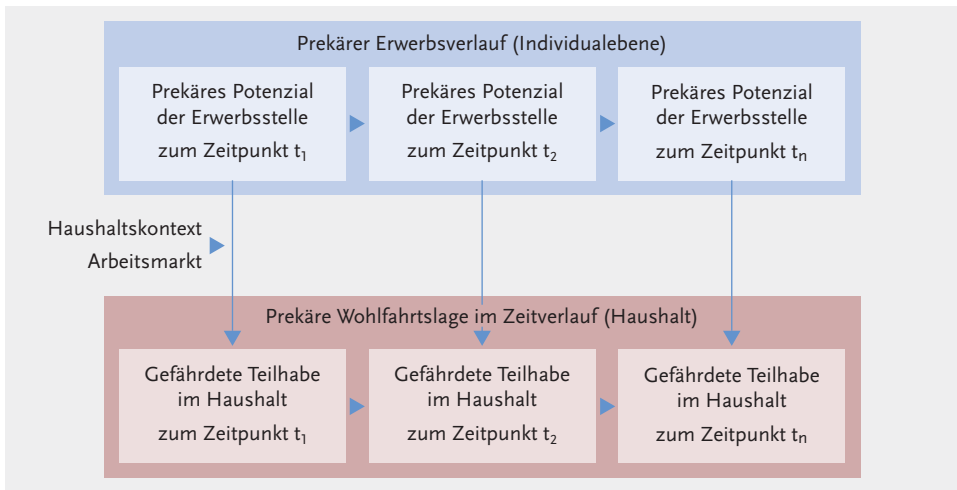 Prekärer Erwerbsverlauf (Individualebene)
Prekäres Potenzial
der Erwerbsstelle
zum Zeitpunkt t₁
Prekäres Potenzial
der Erwerbsstelle
zum Zeitpunkt t₂
Prekäres Potenzial
der Erwerbsstelle
zum Zeitpunkt tₙ
Haushaltskontext
Arbeitsmarkt
Prekäre Wohlfahrtslage im Zeitverlauf (Haushalt)
Gefährdete Teilhabe
im Haushalt
zum Zeitpunkt t₁
Gefährdete Teilhabe
im Haushalt
zum Zeitpunkt t₂
Gefährdete Teilhabe
im Haushalt
zum Zeitpunkt tₙ